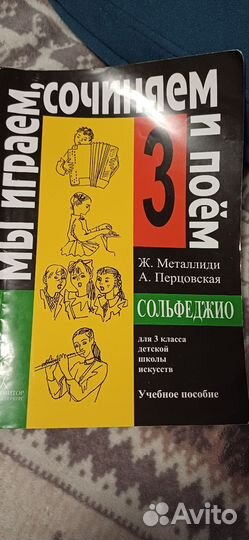 Мы играем,
сочиняем
и поём
3
Ж. Металлиди
А. Перцовская
СОЛЬФЕДЖИО
для 3 класса
детской
школы
искусств
Учебное пособие
Avito